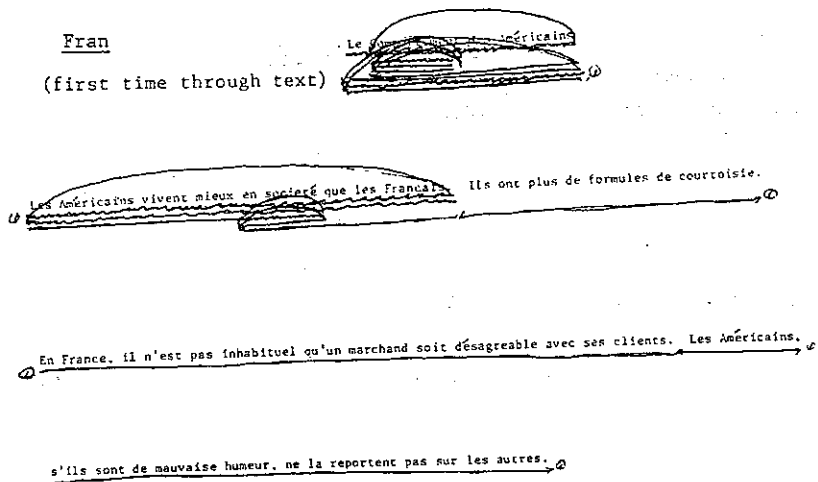 Fran
Le Américains
(first time through text)
Les Américains vivent mieux en societé que les Francais. Ils ont plus de formules de courtoisie.
En France, il n'est pas inhabituel qu'un marchand soit désagreable avec ses clients. Les Américains,
s'ils sont de mauvaise humeur, ne la reportent pas sur les autres.